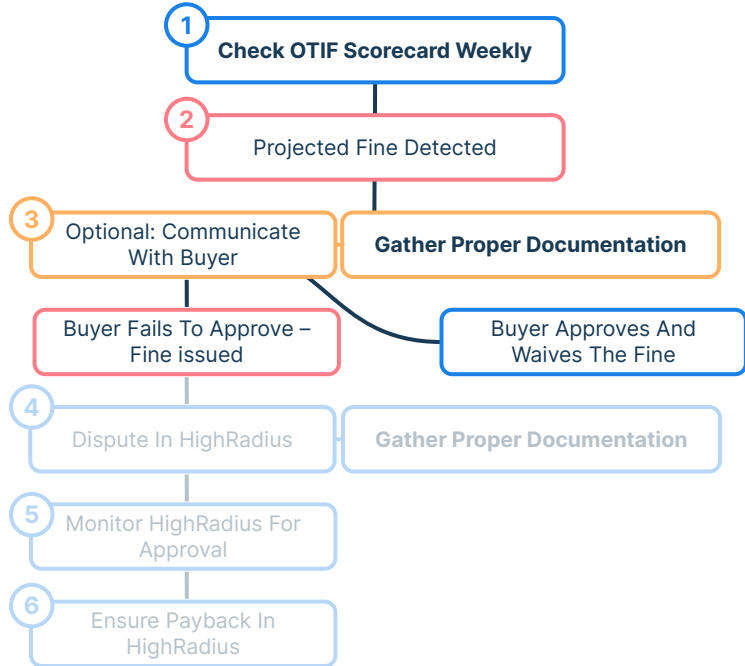 1
Check OTIF Scorecard Weekly
2
Projected Fine Detected
3
Optional: Communicate
With Buyer
Gather Proper Documentation
Buyer Fails To Approve –
Fine issued
Buyer Approves And
Waives The Fine
4
Dispute In HighRadius
Gather Proper Documentation
5
Monitor HighRadius For
Approval
6
Ensure Payback In
HighRadius